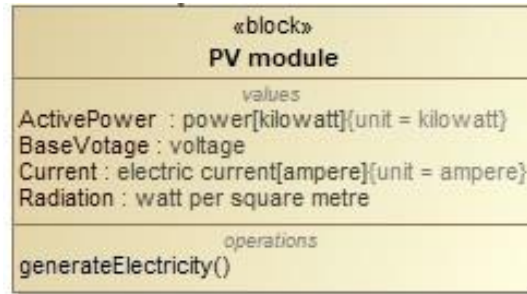 «block»
PV module
values
ActivePower : power[kilowatt]{unit = kilowatt}
BaseVotage : voltage
Current : electric current[ampere]{unit = ampere}
Radiation : watt per square metre
operations
generateElectricity()